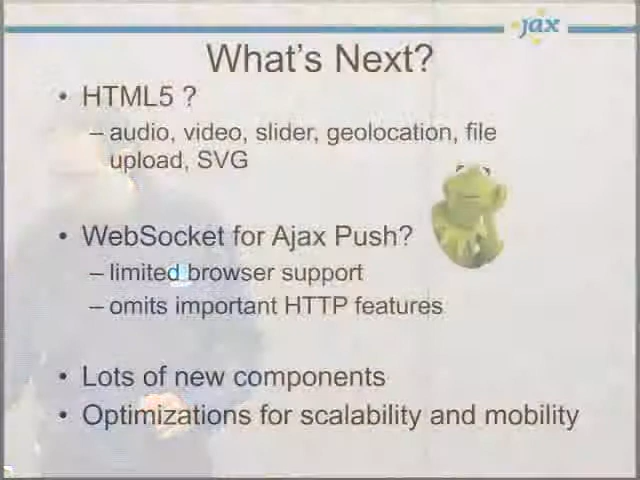 jax
What's Next?
• HTML5 ?
– audio, video, slider, geolocation, file
upload, SVG
• WebSocket for Ajax Push?
– limited browser support
– omits important HTTP features
• Lots of new components
• Optimizations for scalability and mobility